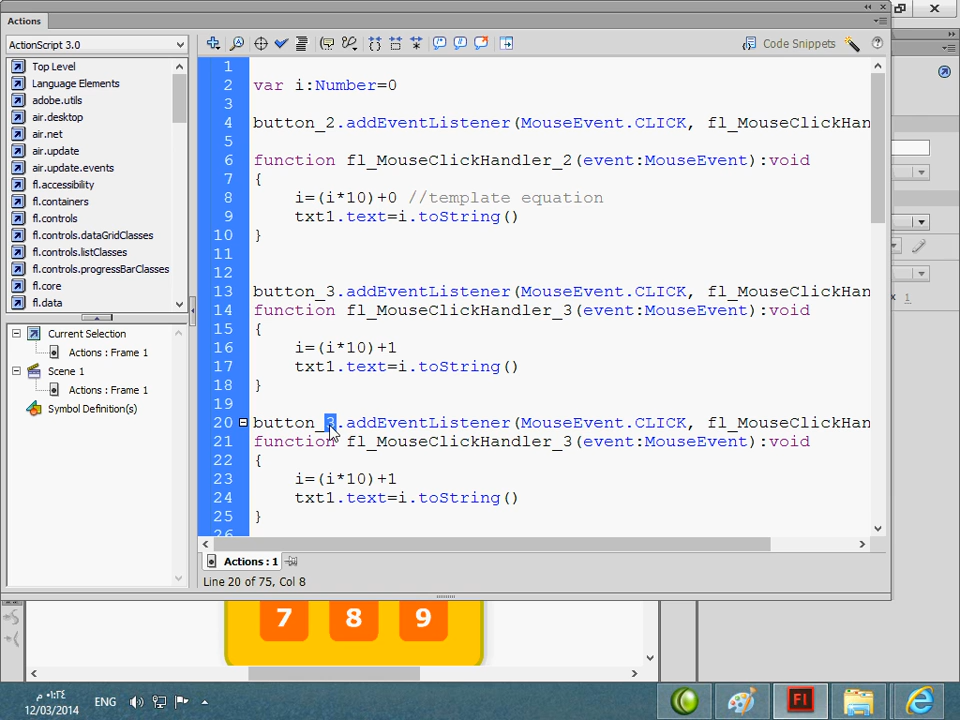 Actions
ActionScript 3.0
Code Snippets
Top Level
Language Elements
adobe.utils
air.desktop
air.net
air.update
air.update.events
fl.accessibility
fl.containers
fl.controls
fl.controls.dataGridClasses
fl.controls.listClasses
fl.controls.progressBarClasses
fl.core
fl.data
Current Selection
Actions : Frame 1
Scene 1
Actions : Frame 1
Symbol Definition(s)
1
2 var i:Number=0
3
4 button_2.addEventListener(MouseEvent.CLICK, fl_MouseClickHan
5
6 function fl_MouseClickHandler_2(event:MouseEvent):void
7 {
8 i=(i*10)+0 //template equation
9 txt1.text=i.toString()
10 }
11
12
13 button_3.addEventListener(MouseEvent.CLICK, fl_MouseClickHan
14 function fl_MouseClickHandler_3(event:MouseEvent):void
15 {
16 i=(i*10)+1
17 txt1.text=i.toString()
18 }
19
20 button_3.addEventListener(MouseEvent.CLICK, fl_MouseClickHan
21 function fl_MouseClickHandler_3(event:MouseEvent):void
22 {
23 i=(i*10)+1
24 txt1.text=i.toString()
25 }
26
× 1
Actions : 1
Line 20 of 75, Col 8
7 8 9
ENG
٠١:٢٤ م
12/03/2014
Fl